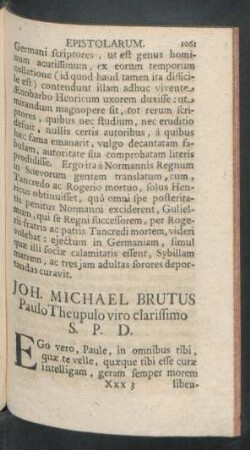 EPISTOLARUM. 1061
Germani scriptores, ut est genus homi-
num acutissimum, ex eorum temporum
collatione (id quod haud tamen ita diffici-
le est) contendunt illam adhuc vivente
Ænobarbo Henricum uxorem duxisse: ut
mirandum magnopere sit, tot rerum scri-
ptores, quibus nec studium, nec eruditio
defuit, nullis certis autoribus, à quibus
hæc fama emanarit, vulgo decantatam fa-
bulam, autoritate sua comprobatam literis
prodidisse. Ergo ita à Normannis Regnum
in Suevorum gentem translatum, cum,
Tancredo ac Rogerio mortuo, solus Hen-
ricus obtinuisset, quò omni spe posterita-
tis penitus Normanni exciderent, Guliel-
mum, qui se Regni successorem, per Roge-
rii fratris ac patris Tancredi mortem, videri
volebat; ejectum in Germaniam, simul
quæ illi sociæ calamitatis essent, Sybillam
matrem, ac tres jam adultas sorores depor-
tandas curavit.
JOH. MICHAEL BRUTUS
Paulo Theupulo viro clarissimo
S. P. D.
EGo vero, Paule, in omnibus tibi,
quæ te velle, quæque tibi esse curæ
intelligam, geram semper morem
Xxx 3 liben-